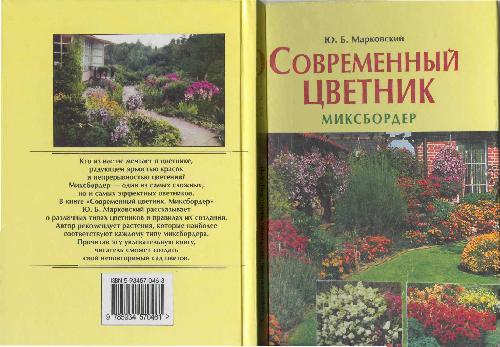 Кто из нас не мечтает о цветнике,
радующем яркостью красок
и непрерывностью цветения?
Миксбордер — один из самых сложных,
но и самых эффектных цветников.
В книге «Современный цветник. Миксбордер»
Ю. Б. Марковский рассказывает
о различных типах цветников и правилах их создания.
Автор рекомендует растения, которые наиболее
соответствуют каждому типу миксбордера.
Прочитав эту увлекательную книгу,
читатель сможет создать
свой неповторимый сад цветов.
ISBN 5-93457-046-3
9 785934 570461 >
Ю. Б. Марковский
СОВРЕМЕННЫЙ
ЦВЕТНИК
МИКСБОРДЕР